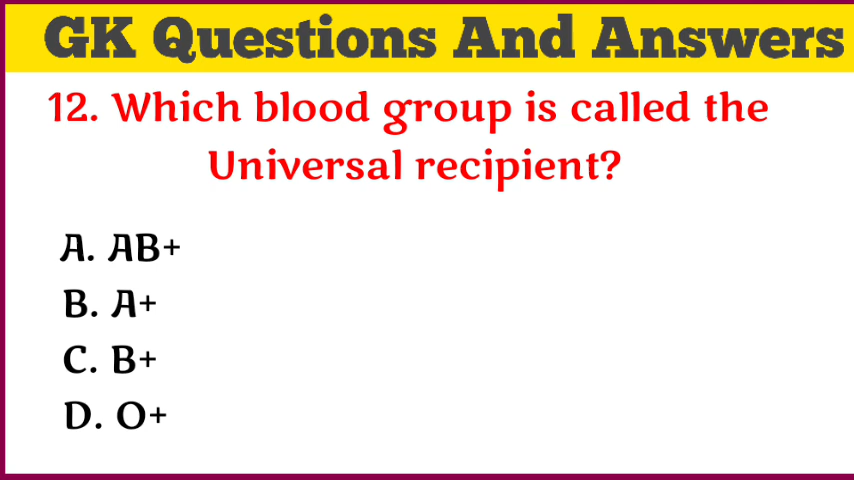 GK Questions And Answers
12. Which blood group is called the
Universal recipient?
A. AB+
B. A+
C. B+
D. O+